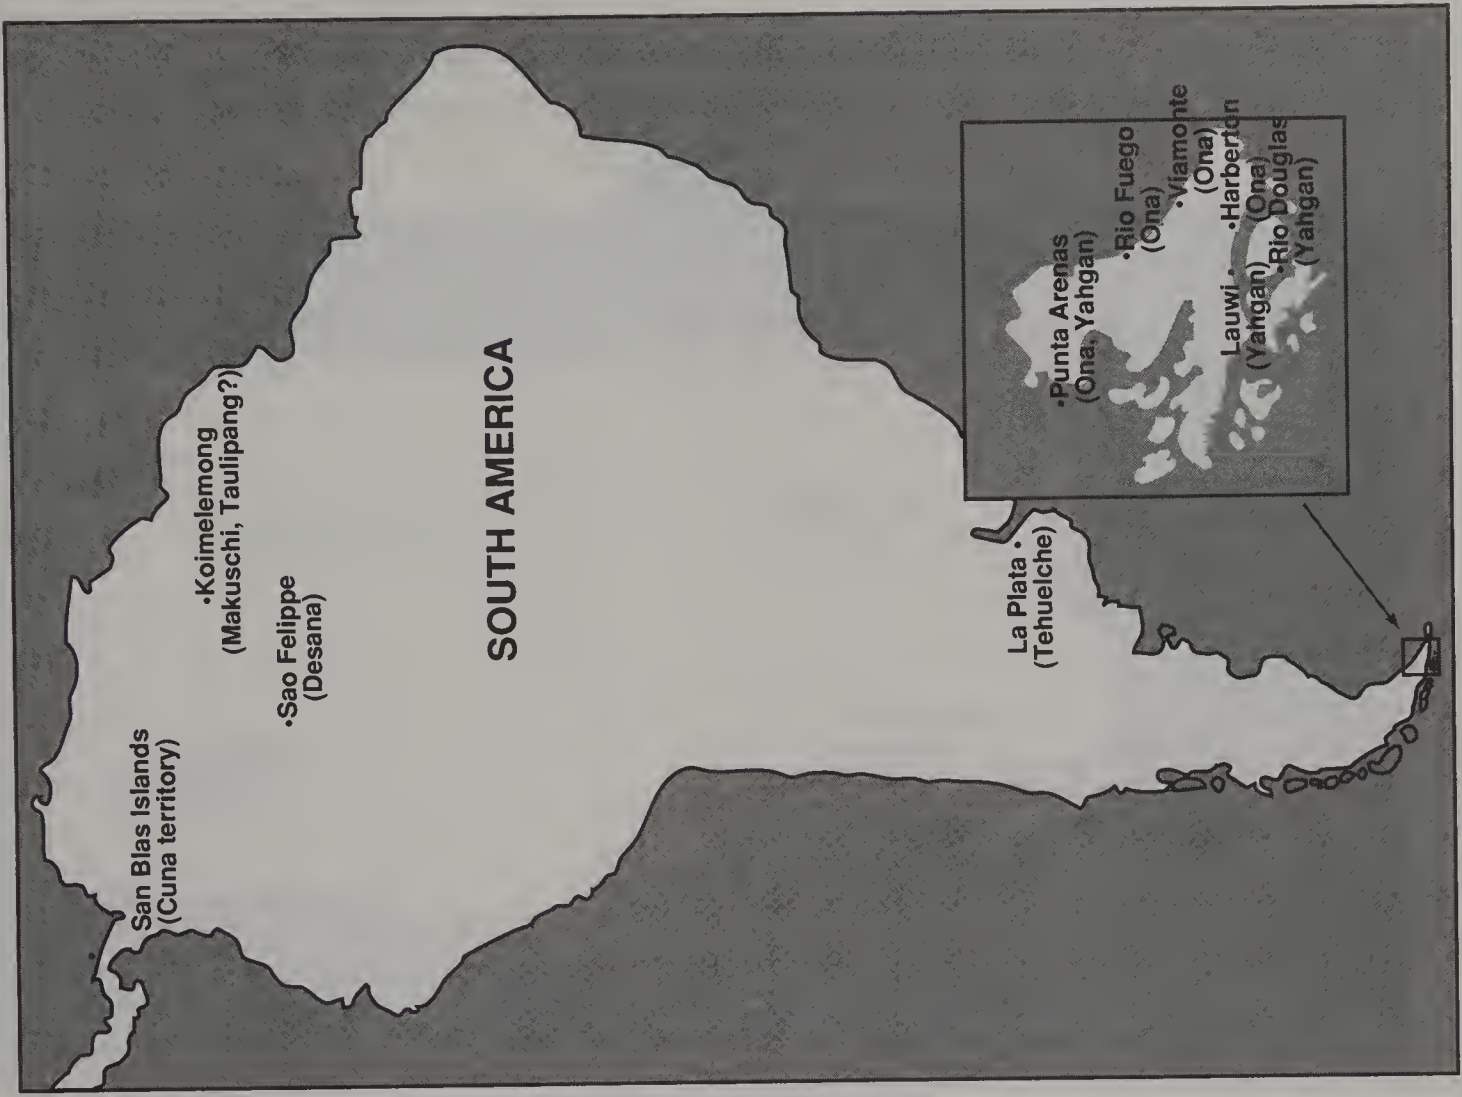 San Blas Islands
(Cuna territory)
•Koimelemong
(Makuschi, Taulipang?)
•Sao Felippe
(Desana)
SOUTH AMERICA
La Plata •
(Tehuelche)
•Punta Arenas
(Ona, Yahgan)
•Rio Fuego
(Ona)
•Viamonte
(Ona)
•Harberton
(Ona)
Lauwi •
(Yahgan)
•Rio Douglas
(Yahgan)